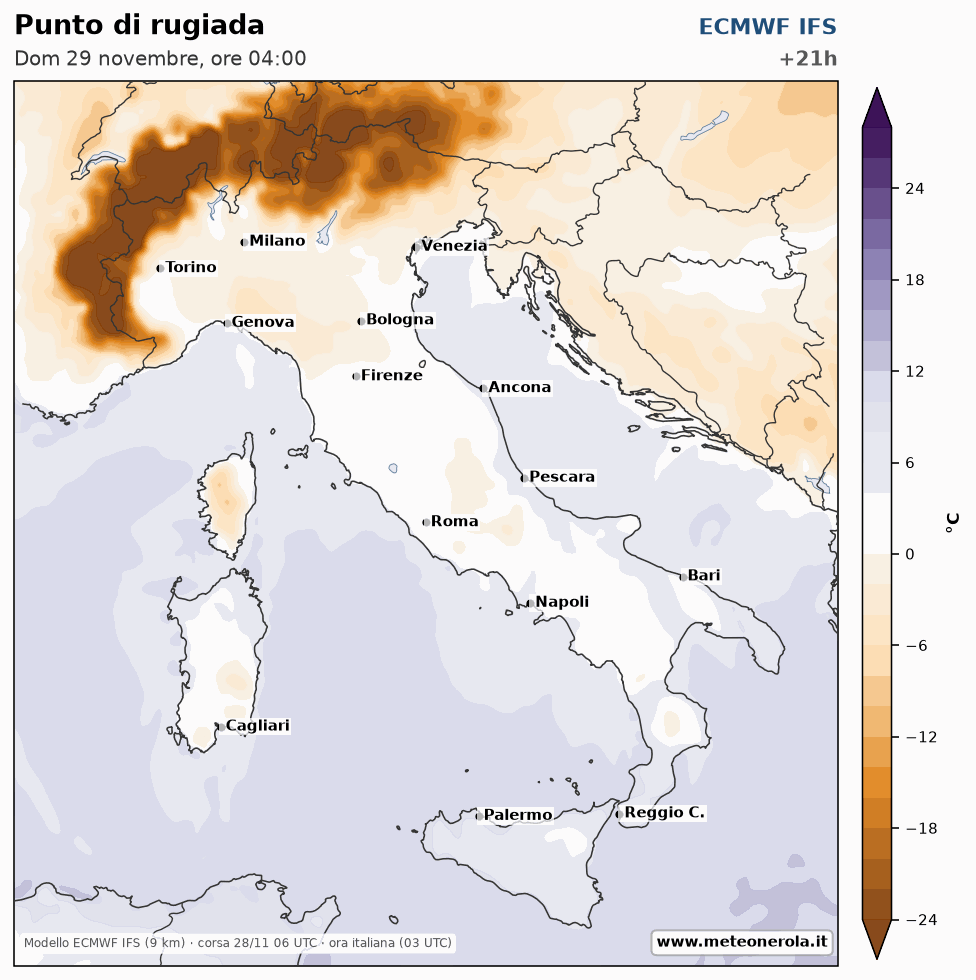 Punto di rugiada
ECMWF IFS
Dom 29 novembre, ore 04:00
+21h
Milano
Venezia
Torino
Genova
Bologna
Firenze
Ancona
Pescara
Roma
Bari
Napoli
Cagliari
Palermo
Reggio C.
24
18
12
6
0
−6
−12
−18
−24
°C
Modello ECMWF IFS (9 km) · corsa 28/11 06 UTC · ora italiana (03 UTC)
www.meteonerola.it